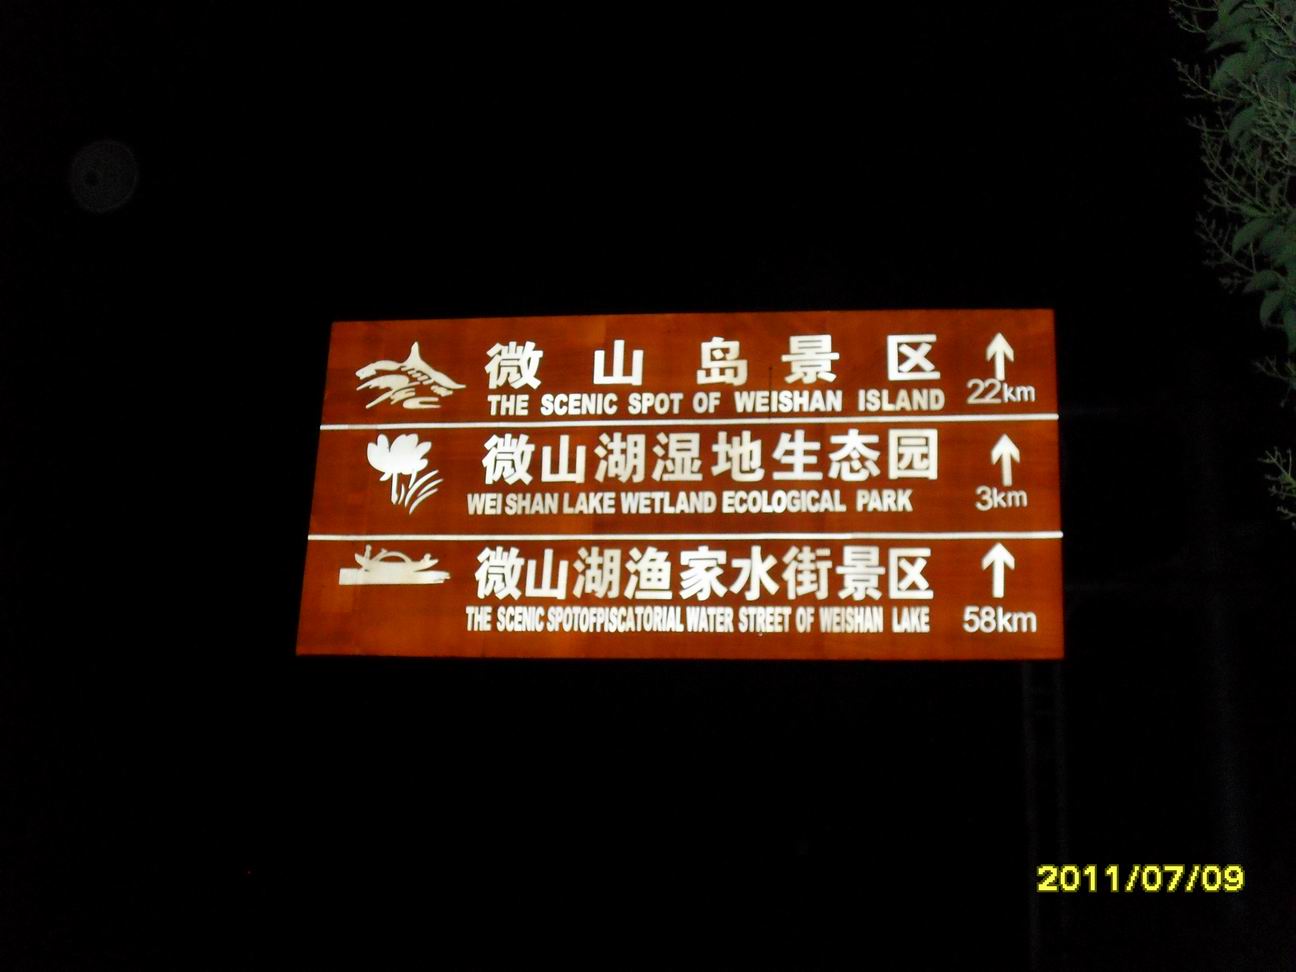 微山岛景区
22km
THE SCENIC SPOT OF WEISHAN ISLAND
微山湖湿地生态园
3km
WEI SHAN LAKE WETLAND ECOLOGICAL PARK
微山湖渔家水街景区
58km
THE SCENIC SPOTOFPISCATORIAL WATER STREET OF WEISHAN LAKE
2011/07/09